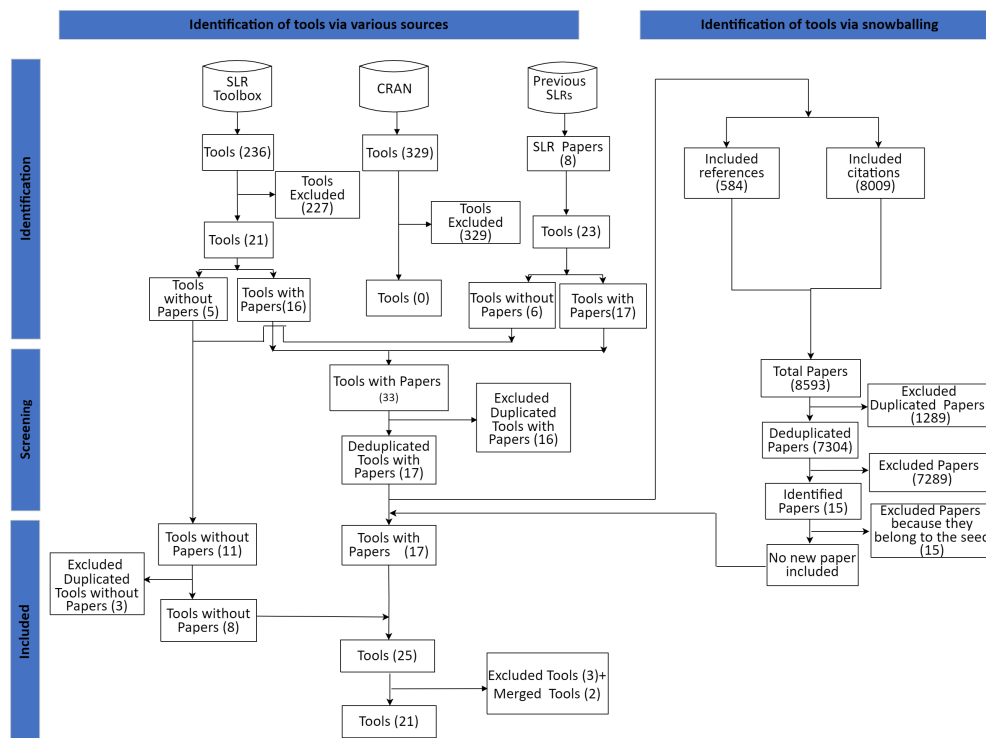 Identification of tools via various sources
Identification of tools via snowballing
Identification
Screening
Included
SLR
Toolbox
CRAN
Previous
SLRs
Tools (236)
Tools (329)
SLR Papers
(8)
Tools
Excluded
(227)
Tools
Excluded
(329)
Tools (21)
Tools (23)
Tools
without
Papers (5)
Tools with
Papers(16)
Tools (0)
Tools without
Papers (6)
Tools with
Papers(17)
Included
references
(584)
Included
citations
(8009)
Tools with Papers
(33)
Excluded
Duplicated
Tools with
Papers (16)
Deduplicated
Tools with
Papers (17)
Total Papers
(8593)
Excluded
Duplicated Papers
(1289)
Deduplicated
Papers (7304)
Excluded Papers
(7289)
Identified
Papers (15)
Excluded Papers
because they
belong to the seed
(15)
No new paper
included
Tools without
Papers (11)
Tools with
Papers (17)
Excluded
Duplicated
Tools without
Papers (3)
Tools without
Papers (8)
Tools (25)
Excluded Tools (3)+
Merged Tools (2)
Tools (21)